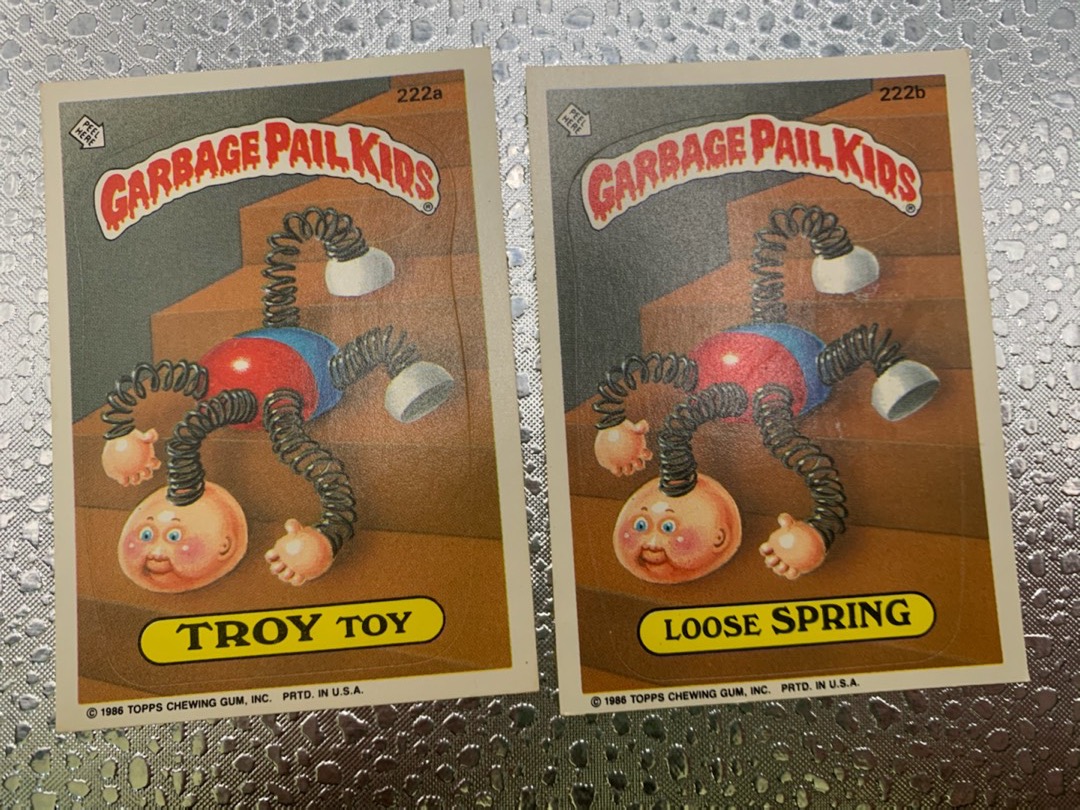 222a
PEEL
HERE
GARBAGE PAIL KIDS®
TROY TOY
© 1986 TOPPS CHEWING GUM, INC. PRTD. IN U.S.A.
222b
PEEL
HERE
GARBAGE PAIL KIDS®
LOOSE SPRING
© 1986 TOPPS CHEWING GUM, INC. PRTD. IN U.S.A.